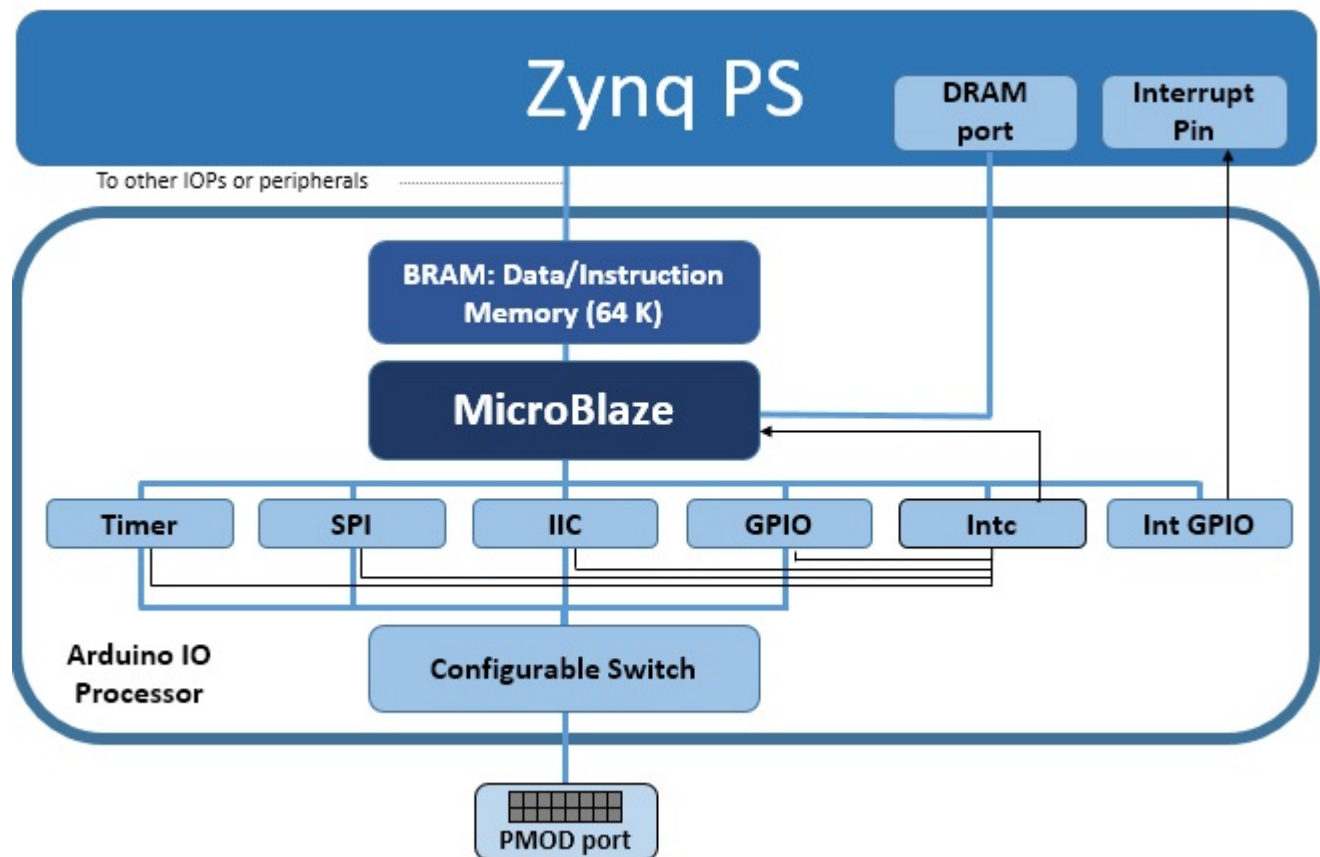 Zynq PS
DRAM
port
Interrupt
Pin
To other IOPs or peripherals
BRAM: Data/Instruction
Memory (64 K)
MicroBlaze
Timer
SPI
IIC
GPIO
Intc
Int GPIO
Arduino IO
Processor
Configurable Switch
PMOD port